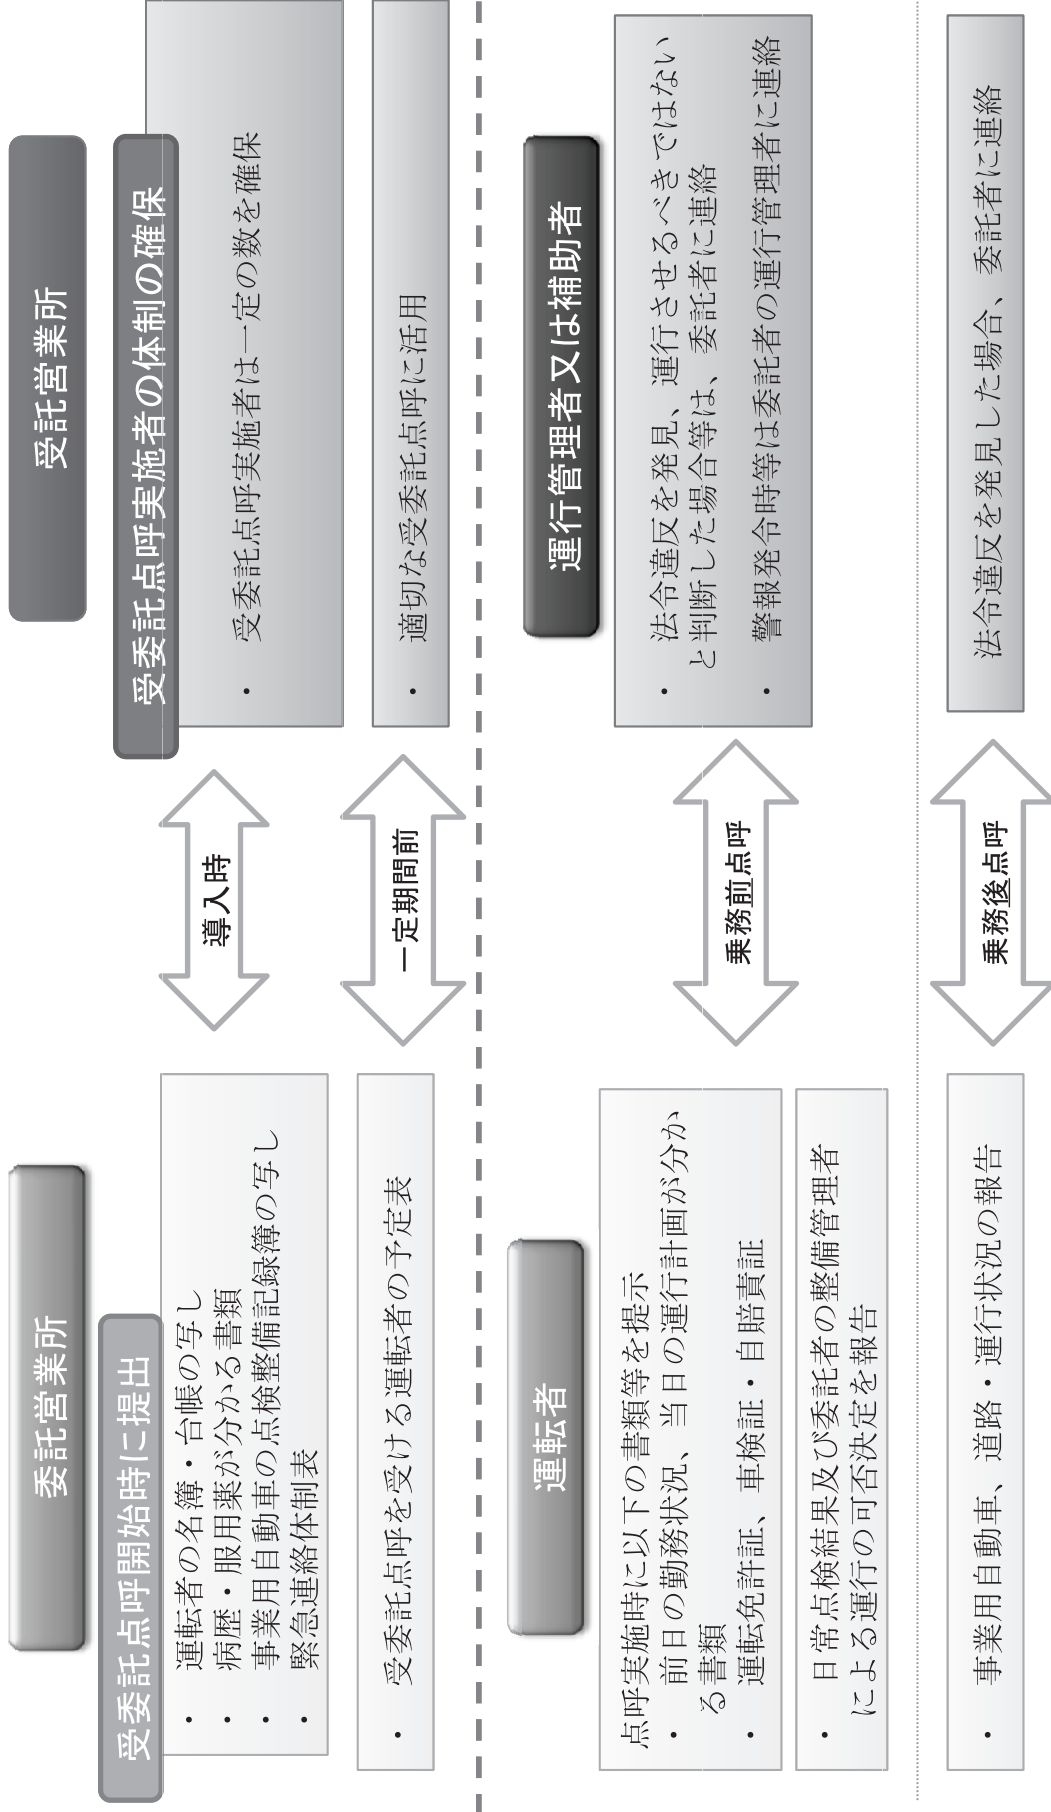 委託営業所
受委託点呼開始時に提出
・ 運転者の名簿・台帳の写し
・ 病歴・服用薬が分かる書類
・ 事業用自動車の点検整備記録簿の写し
・ 緊急連絡体制表
導入時
受託営業所
受委託点呼実施者の体制の確保
・ 受委託点呼実施者は一定の数を確保
・ 受委託点呼を受ける運転者の予定表
一定期間前
適切な受委託点呼に活用
運転者
点呼実施時に以下の書類等を提示
・ 前日の勤務状況、当日の運行計画が分か
る書類
・ 運転免許証、車検証・自賠責証
・ 日常点検結果及び委託者の整備管理者
による運行の可否決定を報告
乗務前点呼
運行管理者又は補助者
・ 法令違反を発見、運行させるべきではない
と判断した場合等は、委託者に連絡
・ 警報発令時等は委託者の運行管理者に連絡
・ 事業用自動車、道路・運行状況の報告
乗務後点呼
法令違反を発見した場合、委託者に連絡